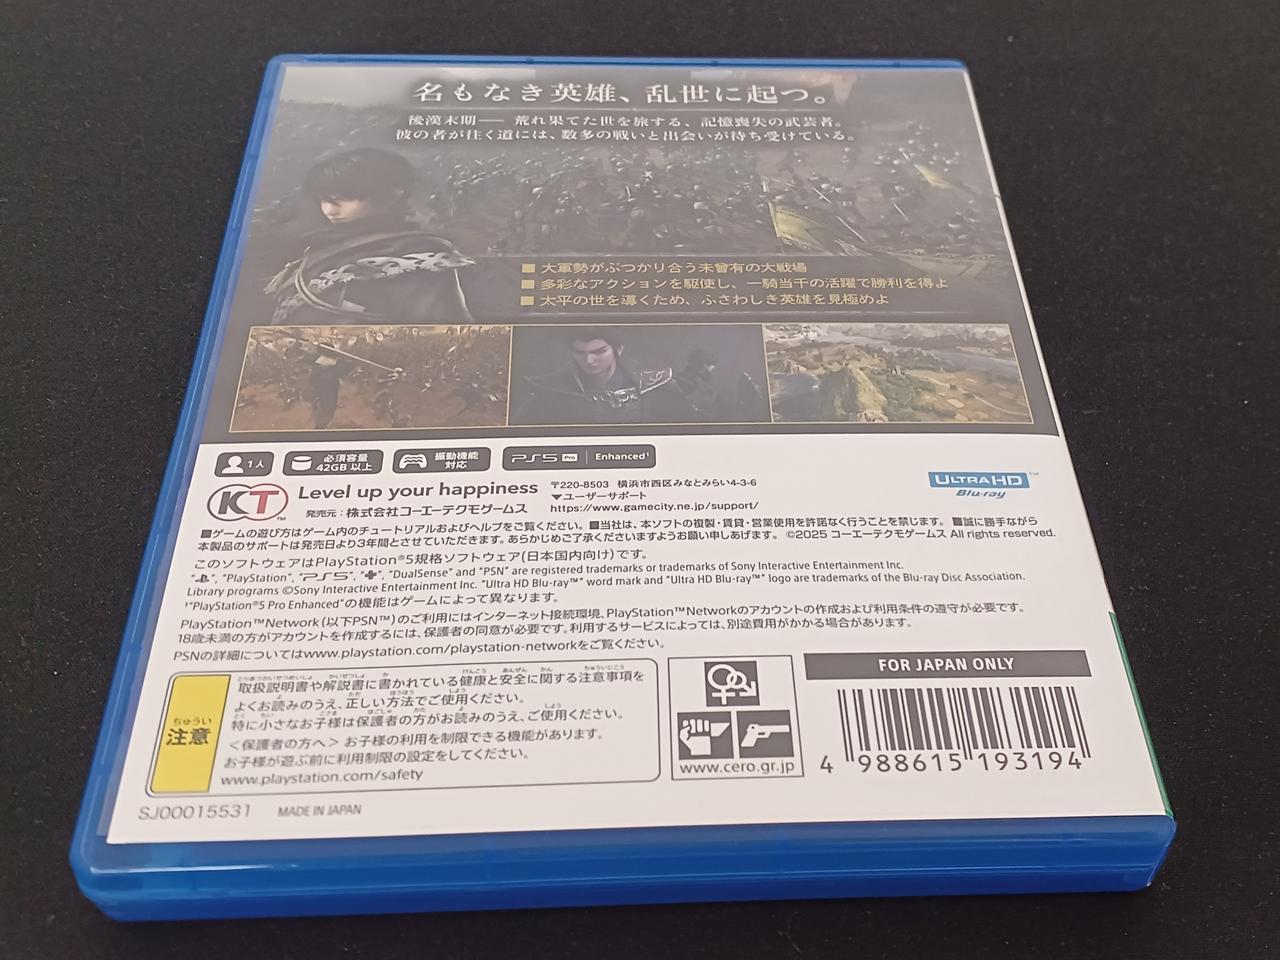 名もなき英雄、乱世に起つ。
後漢末期── 荒れ果てた世を旅する、記憶喪失の武芸者。
彼の者が往く道には、数多の戦いと出会いが待ち受けている。
■ 大軍勢がぶつかり合う未曾有の大戦場
■ 多彩なアクションを駆使し、一騎当千の活躍で勝利を得よ
■ 太平の世を導くため、ふさわしき英雄を見極めよ
1人
必須容量
42GB 以上
振動機能
対応
PS5 Pro Enhanced¹
KT™
Level up your happiness
発売元：株式会社コーエーテクモゲームス
〒220-8503 横浜市西区みなとみらい4-3-6
▼ユーザーサポート
https://www.gamecity.ne.jp/support/
ULTRA HD™
Blu-ray
■ゲームの遊び方はゲーム内のチュートリアルおよびヘルプをご覧ください。■当社は、本ソフトの複製・賃貸・営業使用を許諾なく行うことを禁じます。■誠に勝手ながら
本製品のサポートは発売日より3年間とさせていただきます。あらかじめご了承くださいますようお願い申しあげます。 ©2025 コーエーテクモゲームス All rights reserved.
このソフトウェアはPlayStation®5規格ソフトウェア(日本国内向け)です。
"PlayStation", "PS5", "DualSense" and "PSN" are registered trademarks or trademarks of Sony Interactive Entertainment Inc.
Library programs ©Sony Interactive Entertainment Inc. "Ultra HD Blu-ray™" word mark and "Ultra HD Blu-ray™" logo are trademarks of the Blu-ray Disc Association.
¹"PlayStation®5 Pro Enhanced"の機能はゲームによって異なります。
PlayStation™Network(以下PSN™)のご利用にはインターネット接続環境、PlayStation™Networkのアカウントの作成および利用条件の遵守が必要です。
18歳未満の方がアカウントを作成するには、保護者の同意が必要です。利用するサービスによっては、別途費用がかかる場合があります。
PSNの詳細についてはwww.playstation.com/playstation-networkをご覧ください。
ちゅうい
注意
取扱説明書や解説書に書かれている健康と安全に関する注意事項を
よくお読みのうえ、正しい方法でご使用ください。
特に小さなお子様は保護者の方がお読みのうえ、ご使用ください。
＜保護者の方へ＞ お子様の利用を制限できる機能があります。
お子様が遊ぶ前に利用制限の設定をしてください。
www.playstation.com/safety
www.cero.gr.jp
FOR JAPAN ONLY
4 988615 193194
SJ00015531 MADE IN JAPAN